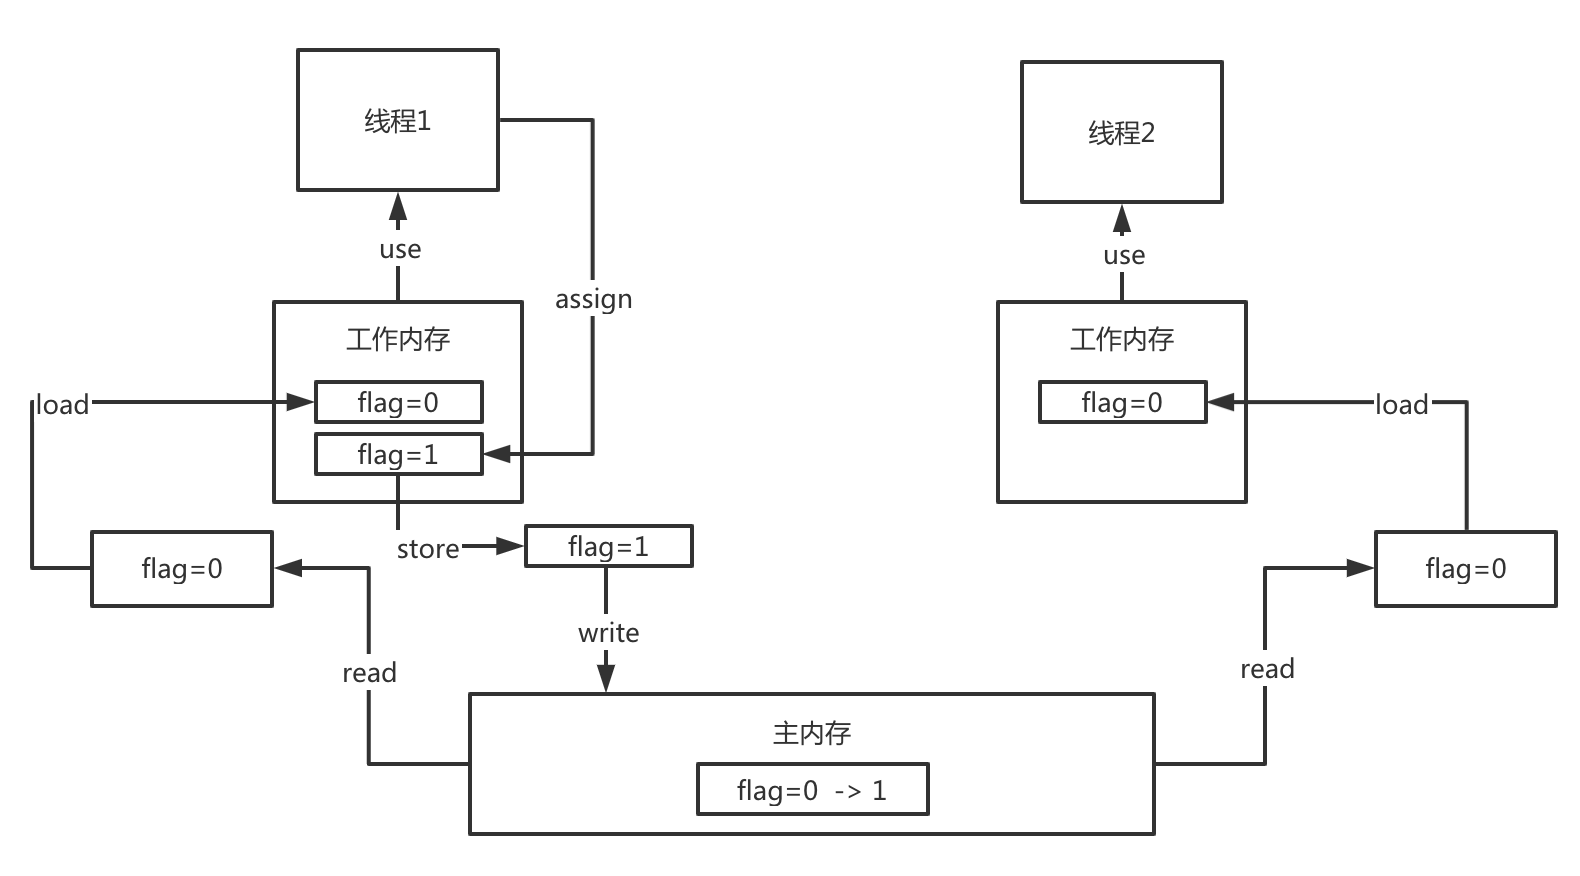 线程1
线程2
use
use
assign
工作内存
工作内存
load
flag=0
flag=0
load
flag=1
store
flag=1
flag=0
flag=0
write
read
read
主内存
flag=0 -> 1